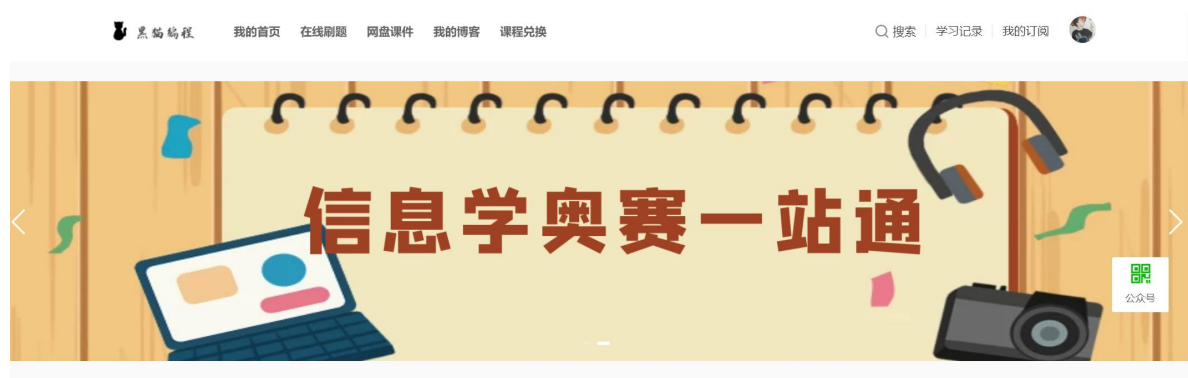 黑猫编程 我的首页 在线刷题 网盘课件 我的博客 课程兑换 搜索 学习记录 我的订阅
信息学奥赛一站通
公众号